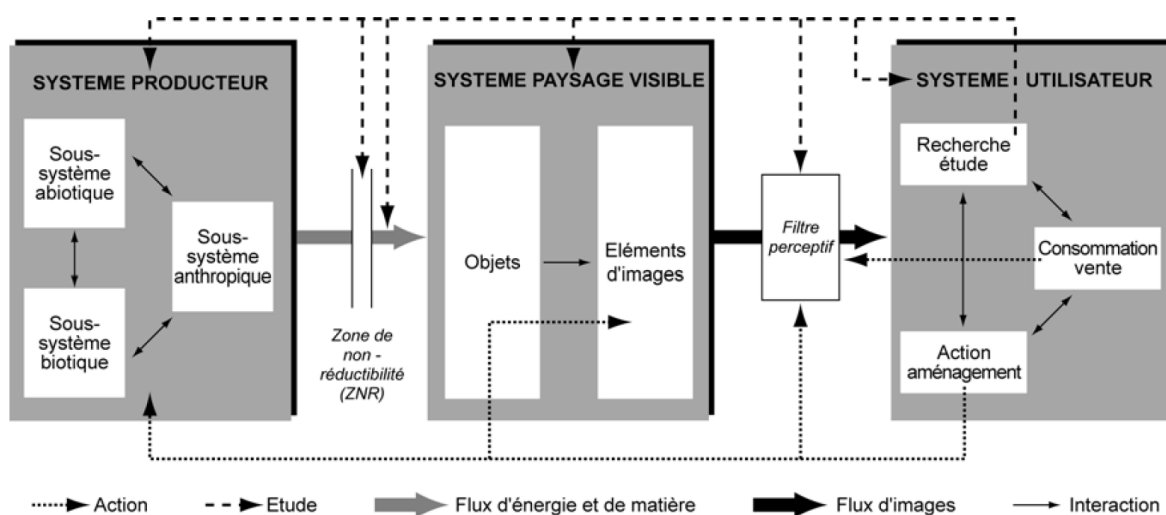 SYSTEME PRODUCTEUR
Sous-
système
abiotique
Sous-
système
anthropique
Sous-
système
biotique
Zone de
non -
réductibilité
(ZNR)
SYSTEME PAYSAGE VISIBLE
Objets
Eléments
d'images
Filtre
perceptif
SYSTEME UTILISATEUR
Recherche
étude
Consommation
vente
Action
aménagement
Action
Etude
Flux d'énergie et de matière
Flux d'images
Interaction